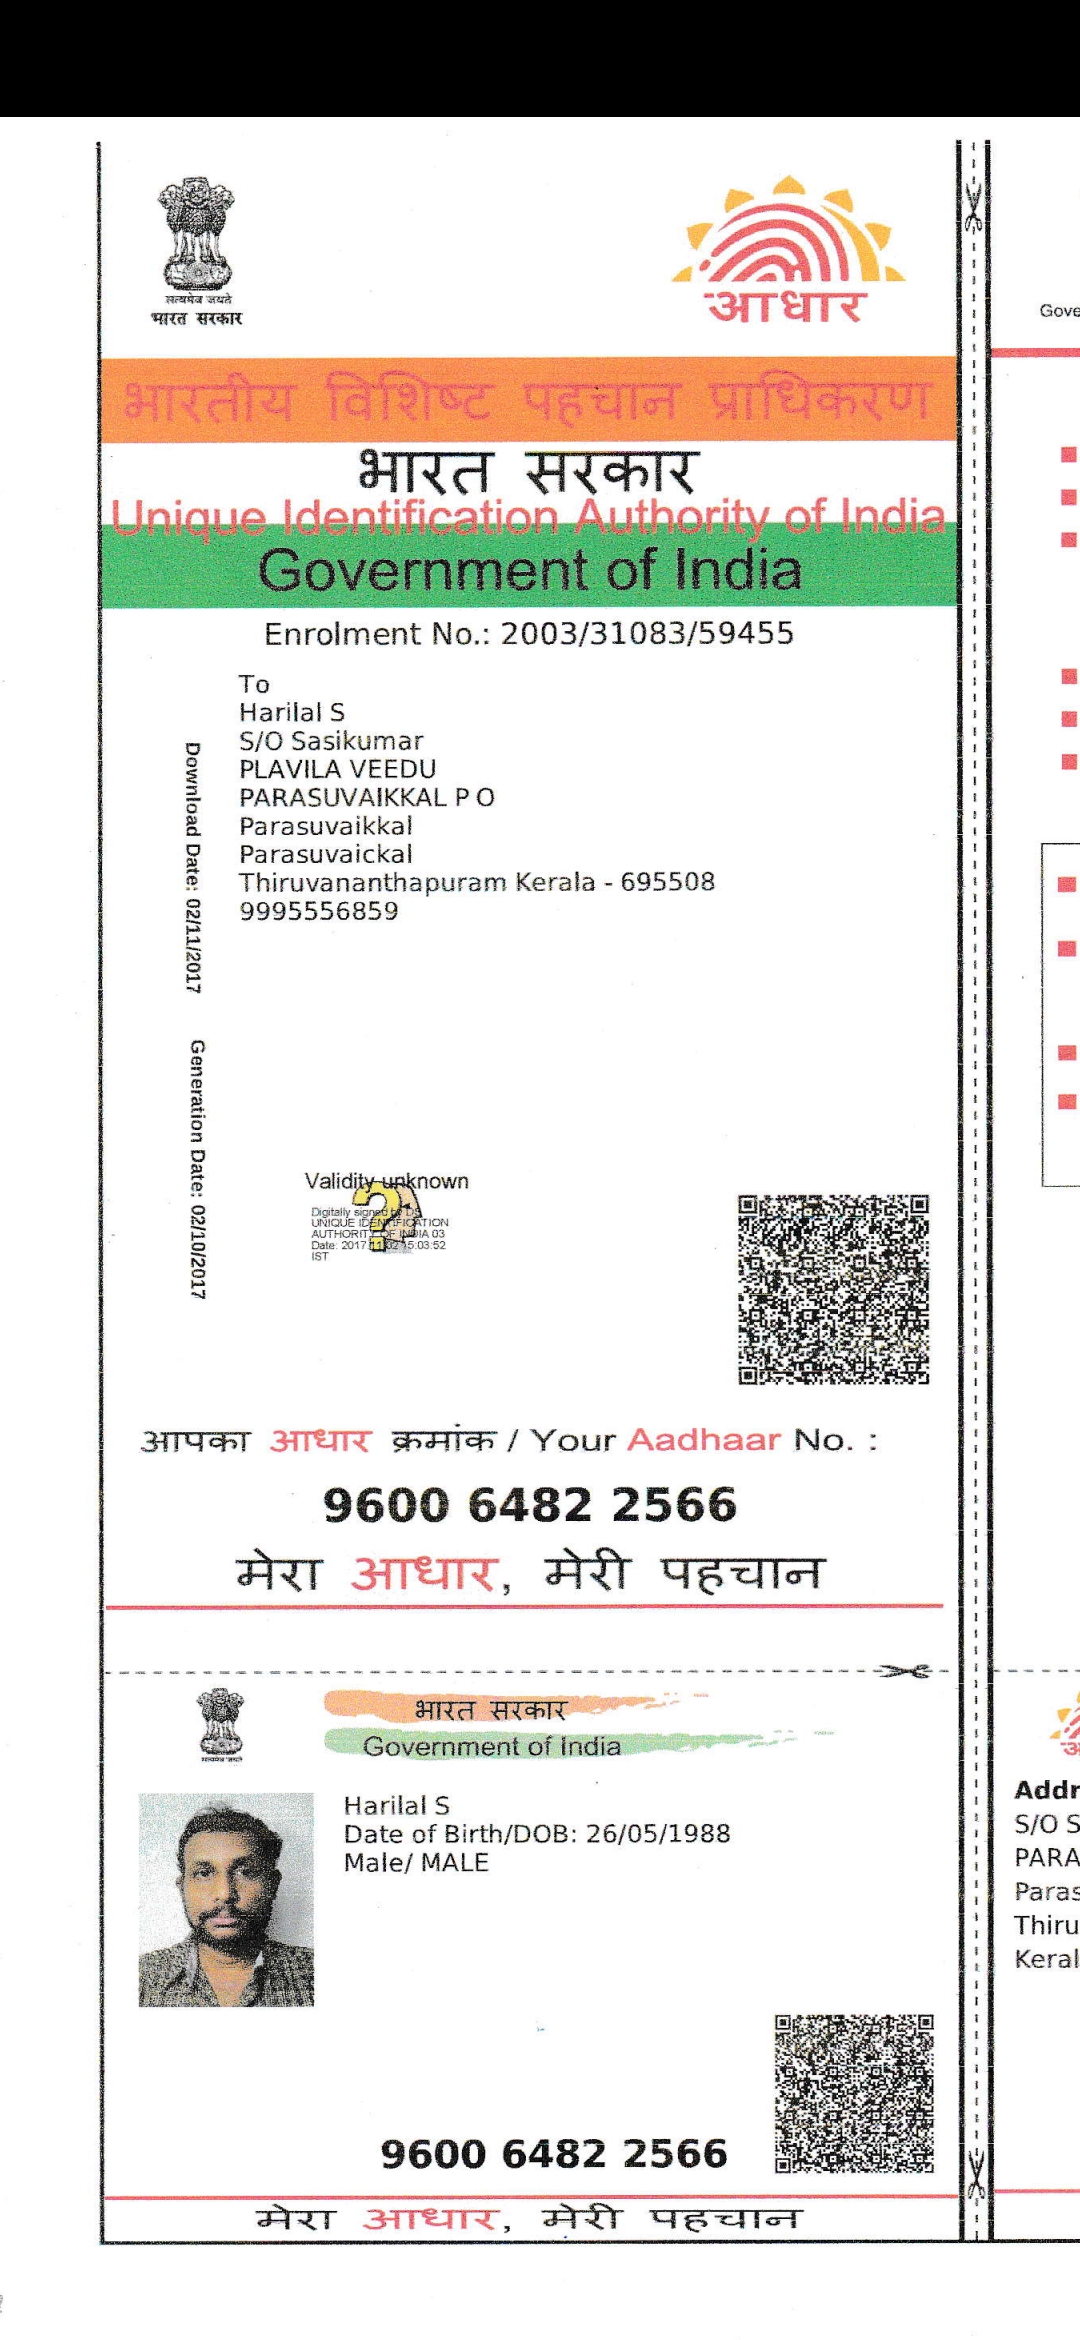 सत्यमेव जयते
भारत सरकार
आधार
भारतीय विशिष्ट पहचान प्राधिकरण
भारत सरकार
Unique Identification Authority of India
Government of India
Enrolment No.: 2003/31083/59455
To
Harilal S
S/O Sasikumar
PLAVILA VEEDU
PARASUVAIKKAL P O
Parasuvaikkal
Parasuvaickal
Thiruvananthapuram Kerala - 695508
9995556859
Download Date: 02/11/2017
Generation Date: 02/10/2017
Validity unknown
Digitally signed by DS
UNIQUE IDENTIFICATION
AUTHORITY OF INDIA 03
Date: 2017.11.02 15:03:52
IST
आपका आधार क्रमांक / Your Aadhaar No. :
9600 6482 2566
मेरा आधार, मेरी पहचान
भारत सरकार
Government of India
Harilal S
Date of Birth/DOB: 26/05/1988
Male/ MALE
9600 6482 2566
मेरा आधार, मेरी पहचान
Gove
Addr
S/O S
PARA
Paras
Thiru
Keral